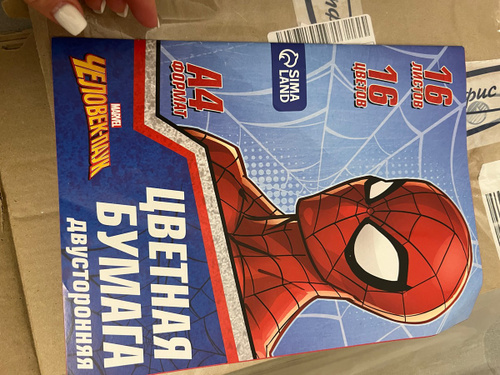 16
ЛИСТОВ
16
ЦВЕТОВ
SIMA
LAND
А4
ФОРМАТ
MARVEL
ЧЕЛОВЕК-ПАУК
ЦВЕТНАЯ
БУМАГА
ДВУСТОРОННЯЯ